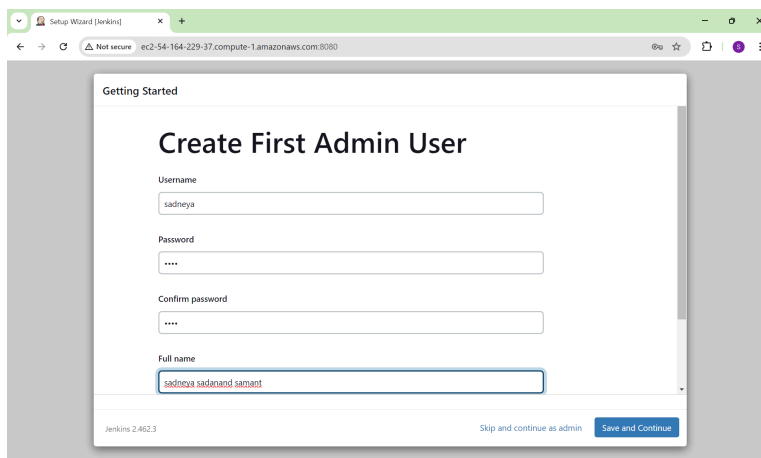 Setup Wizard [Jenkins]
Not secure ec2-54-164-229-37.compute-1.amazonaws.com:8080
S
Getting Started
Create First Admin User
Username
sadneya
Password
••••
Confirm password
••••
Full name
sadneya sadanand samant
Jenkins 2.462.3
Skip and continue as admin
Save and Continue